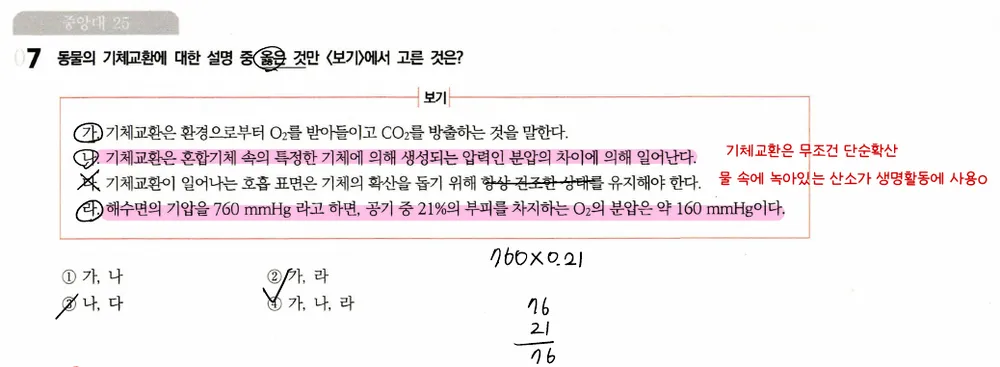 중앙대 25
07 동물의 기체교환에 대한 설명 중 옳은 것만 <보기>에서 고른 것은?
보기
가. 기체교환은 환경으로부터 O₂를 받아들이고 CO₂를 방출하는 것을 말한다.
나. 기체교환은 혼합기체 속의 특정한 기체에 의해 생성되는 압력인 분압의 차이에 의해 일어난다.
기체교환은 무조건 단순확산
다. 기체교환이 일어나는 호흡 표면은 기체의 확산을 돕기 위해 항상 건조한 상태를 유지해야 한다.
물 속에 녹아있는 산소가 생명활동에 사용o
라. 해수면의 기압을 760 mmHg 라고 하면, 공기 중 21%의 부피를 차지하는 O₂의 분압은 약 160 mmHg이다.
760×0.21
① 가, 나 ② 가, 라
③ 나, 다 ④ 가, 나, 라
76
21
76